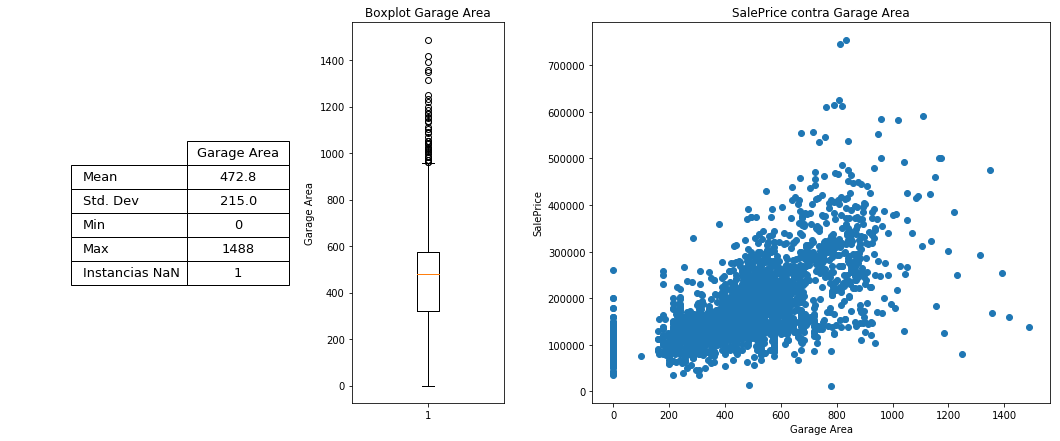 Garage Area
Mean 472.8
Std. Dev 215.0
Min 0
Max 1488
Instancias NaN 1
Boxplot Garage Area
Garage Area
1400
1200
1000
800
600
400
200
0
1
SalePrice contra Garage Area
SalePrice
700000
600000
500000
400000
300000
200000
100000
0
0 200 400 600 800 1000 1200 1400
Garage Area